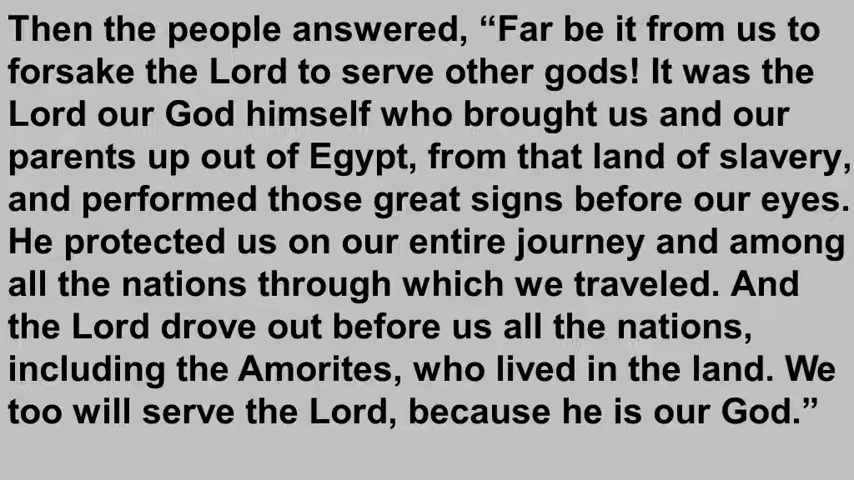 Then the people answered, “Far be it from us to
forsake the Lord to serve other gods! It was the
Lord our God himself who brought us and our
parents up out of Egypt, from that land of slavery,
and performed those great signs before our eyes.
He protected us on our entire journey and among
all the nations through which we traveled. And
the Lord drove out before us all the nations,
including the Amorites, who lived in the land. We
too will serve the Lord, because he is our God.”